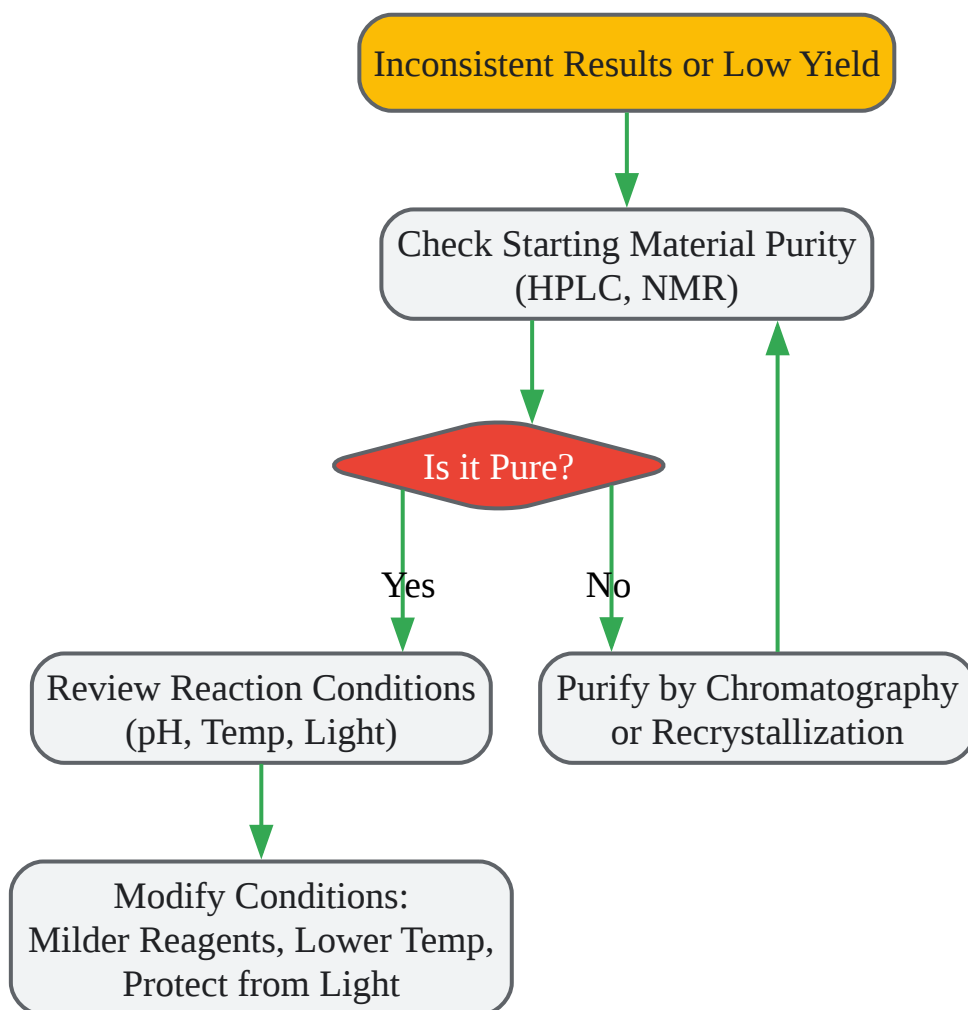 Inconsistent Results or Low Yield
Check Starting Material Purity
(HPLC, NMR)
Is it Pure?
Yes
No
Review Reaction Conditions
(pH, Temp, Light)
Purify by Chromatography
or Recrystallization
Modify Conditions:
Milder Reagents, Lower Temp,
Protect from Light